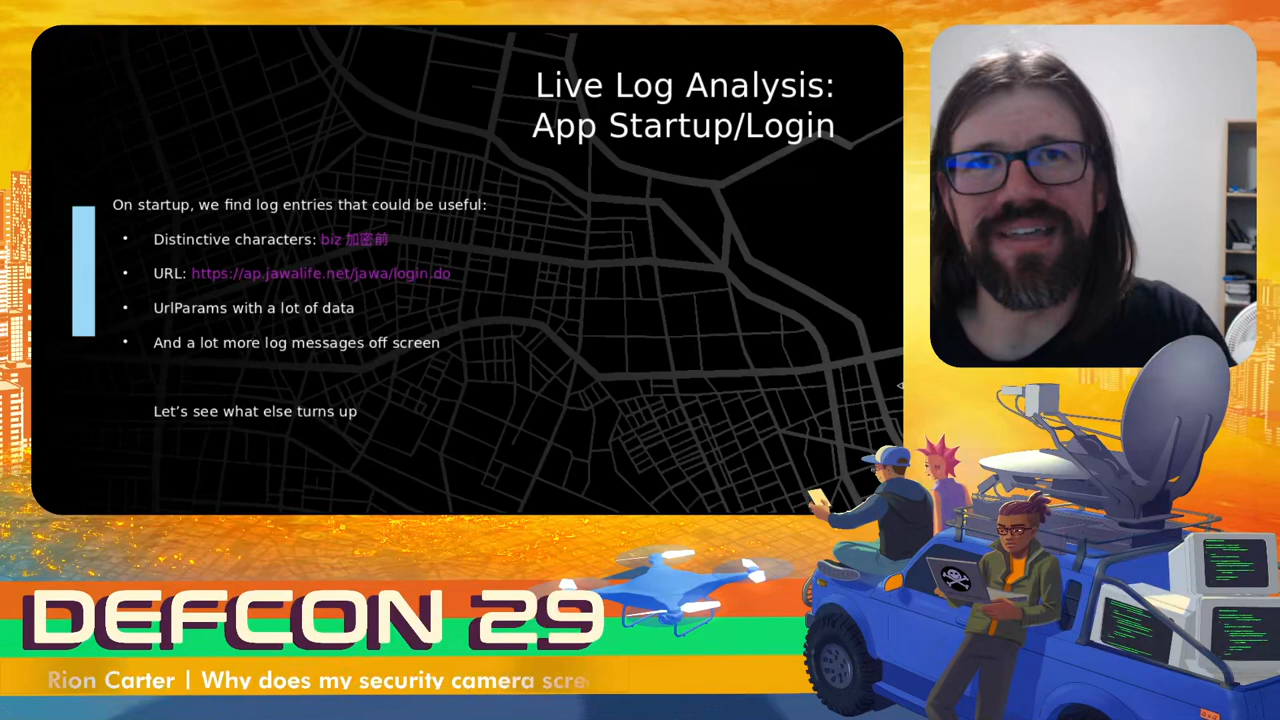 Live Log Analysis:
App Startup/Login
On startup, we find log entries that could be useful:
• Distinctive characters: biz 加密前
• URL: https://ap.jawalife.net/jawa/login.do
• UrlParams with a lot of data
• And a lot more log messages off screen
Let’s see what else turns up
DEFCON 29
Rion Carter | Why does my security camera scre